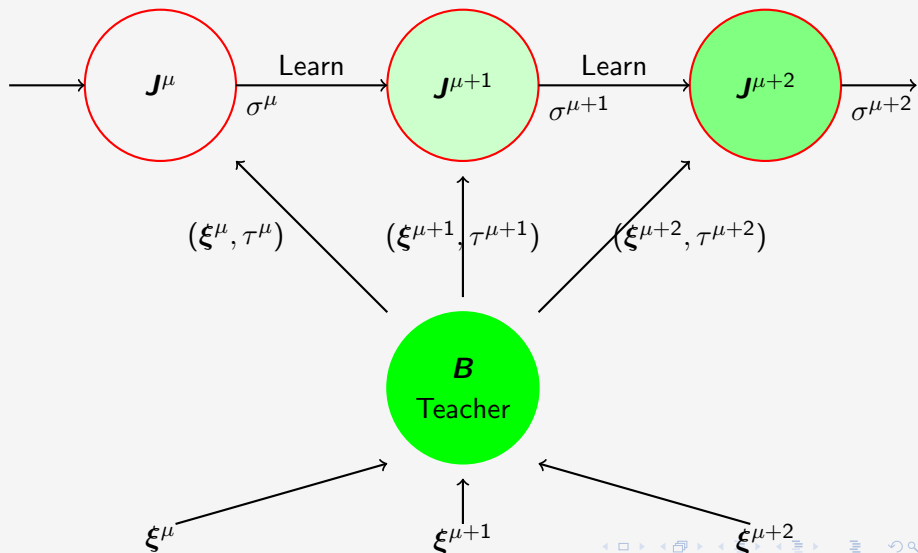 Learn Learn
𝑱^μ 𝑱^{μ+1} 𝑱^{μ+2}
σ^μ σ^{μ+1} σ^{μ+2}
(𝝃^μ, τ^μ) (𝝃^{μ+1}, τ^{μ+1}) (𝝃^{μ+2}, τ^{μ+2})
𝑩
Teacher
𝝃^μ 𝝃^{μ+1} 𝝃^{μ+2}